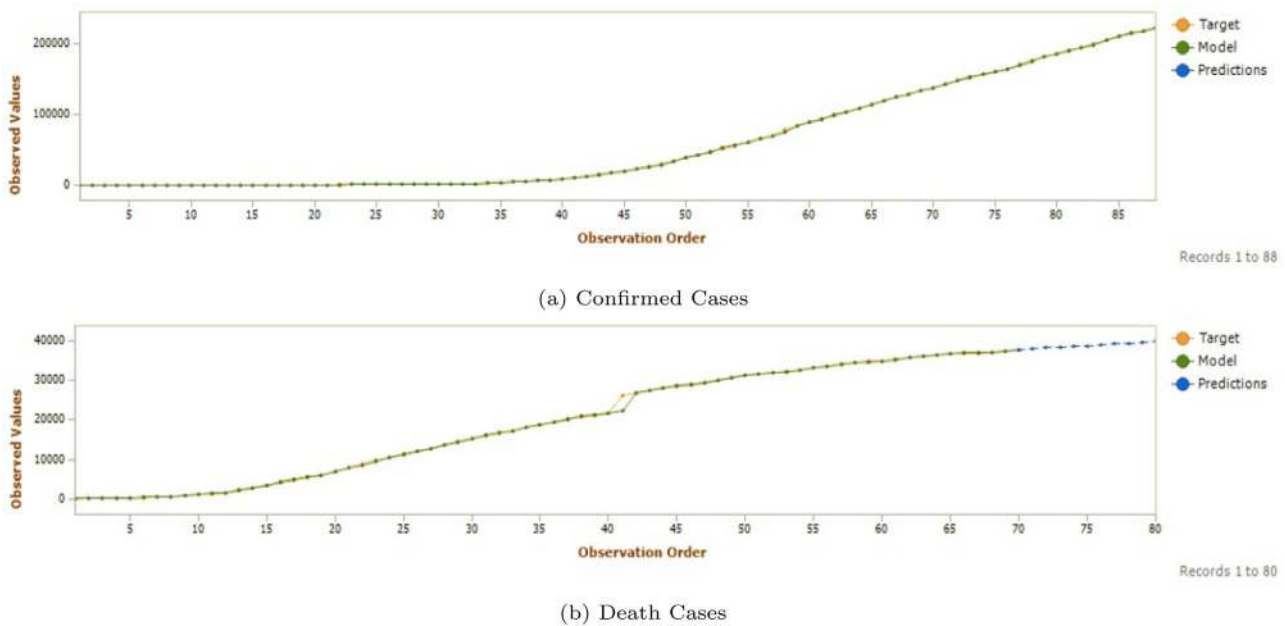 Observed Values
200000
100000
0
5 10 15 20 25 30 35 40 45 50 55 60 65 70 75 80 85
Observation Order
Target
Model
Predictions
Records 1 to 88
(a) Confirmed Cases
Observed Values
40000
30000
20000
10000
0
5 10 15 20 25 30 35 40 45 50 55 60 65 70 75 80
Observation Order
Target
Model
Predictions
Records 1 to 80
(b) Death Cases